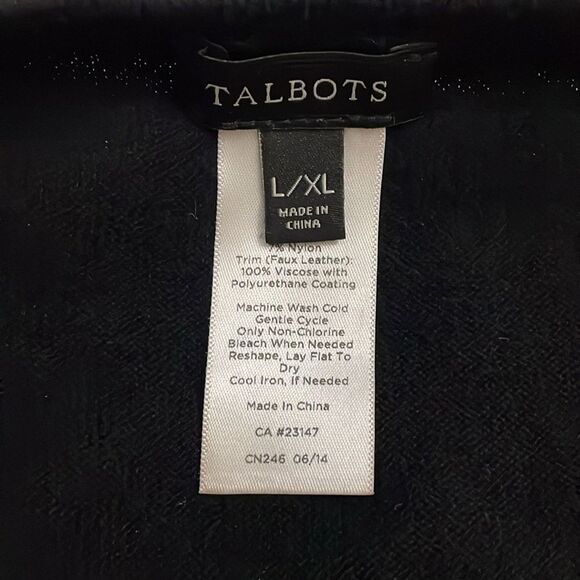 TALBOTS
L/XL
MADE IN
CHINA
7% Nylon
Trim (Faux Leather):
100% Viscose with
Polyurethane Coating
Machine Wash Cold
Gentle Cycle
Only Non-Chlorine
Bleach When Needed
Reshape, Lay Flat To
Dry
Cool Iron, If Needed
Made In China
CA #23147
CN246 06/14